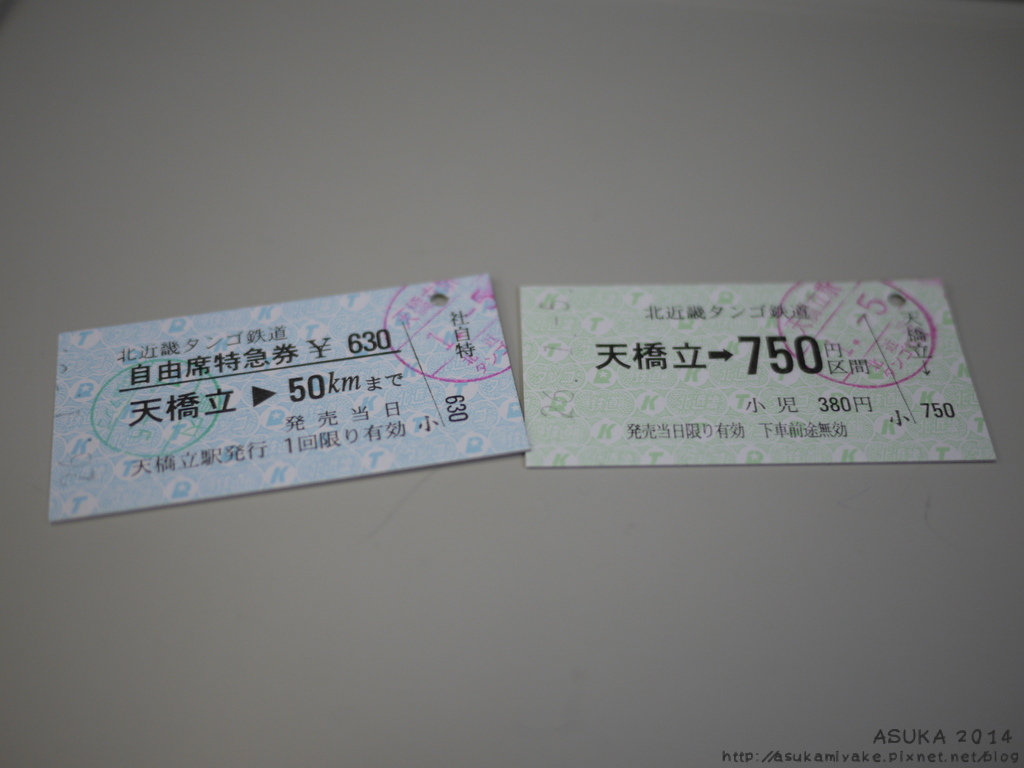 北近畿タンゴ鉄道
自由席特急券 ¥ 630
天橋立 ▶ 50kmまで
発売当日
天橋立駅発行 1回限り有効 小
社自特
630
北近畿タンゴ鉄道
天橋立➡750円区間
小児 380円
発売当日限り有効 下車前途無効
天橋立
小 750
ASUKA 2014
http://asukamiyake.pixnet.net/blog